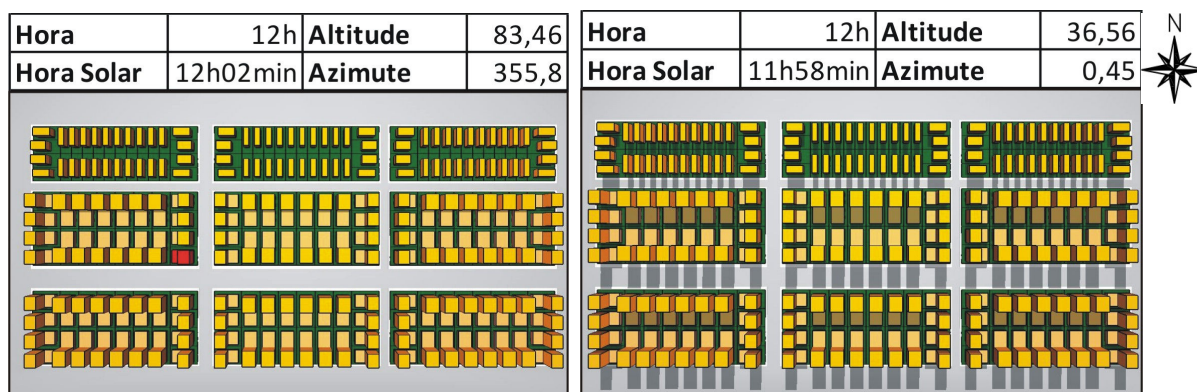 Hora 12h Altitude 83,46
Hora Solar 12h02min Azimute 355,8
Hora 12h Altitude 36,56
Hora Solar 11h58min Azimute 0,45
N